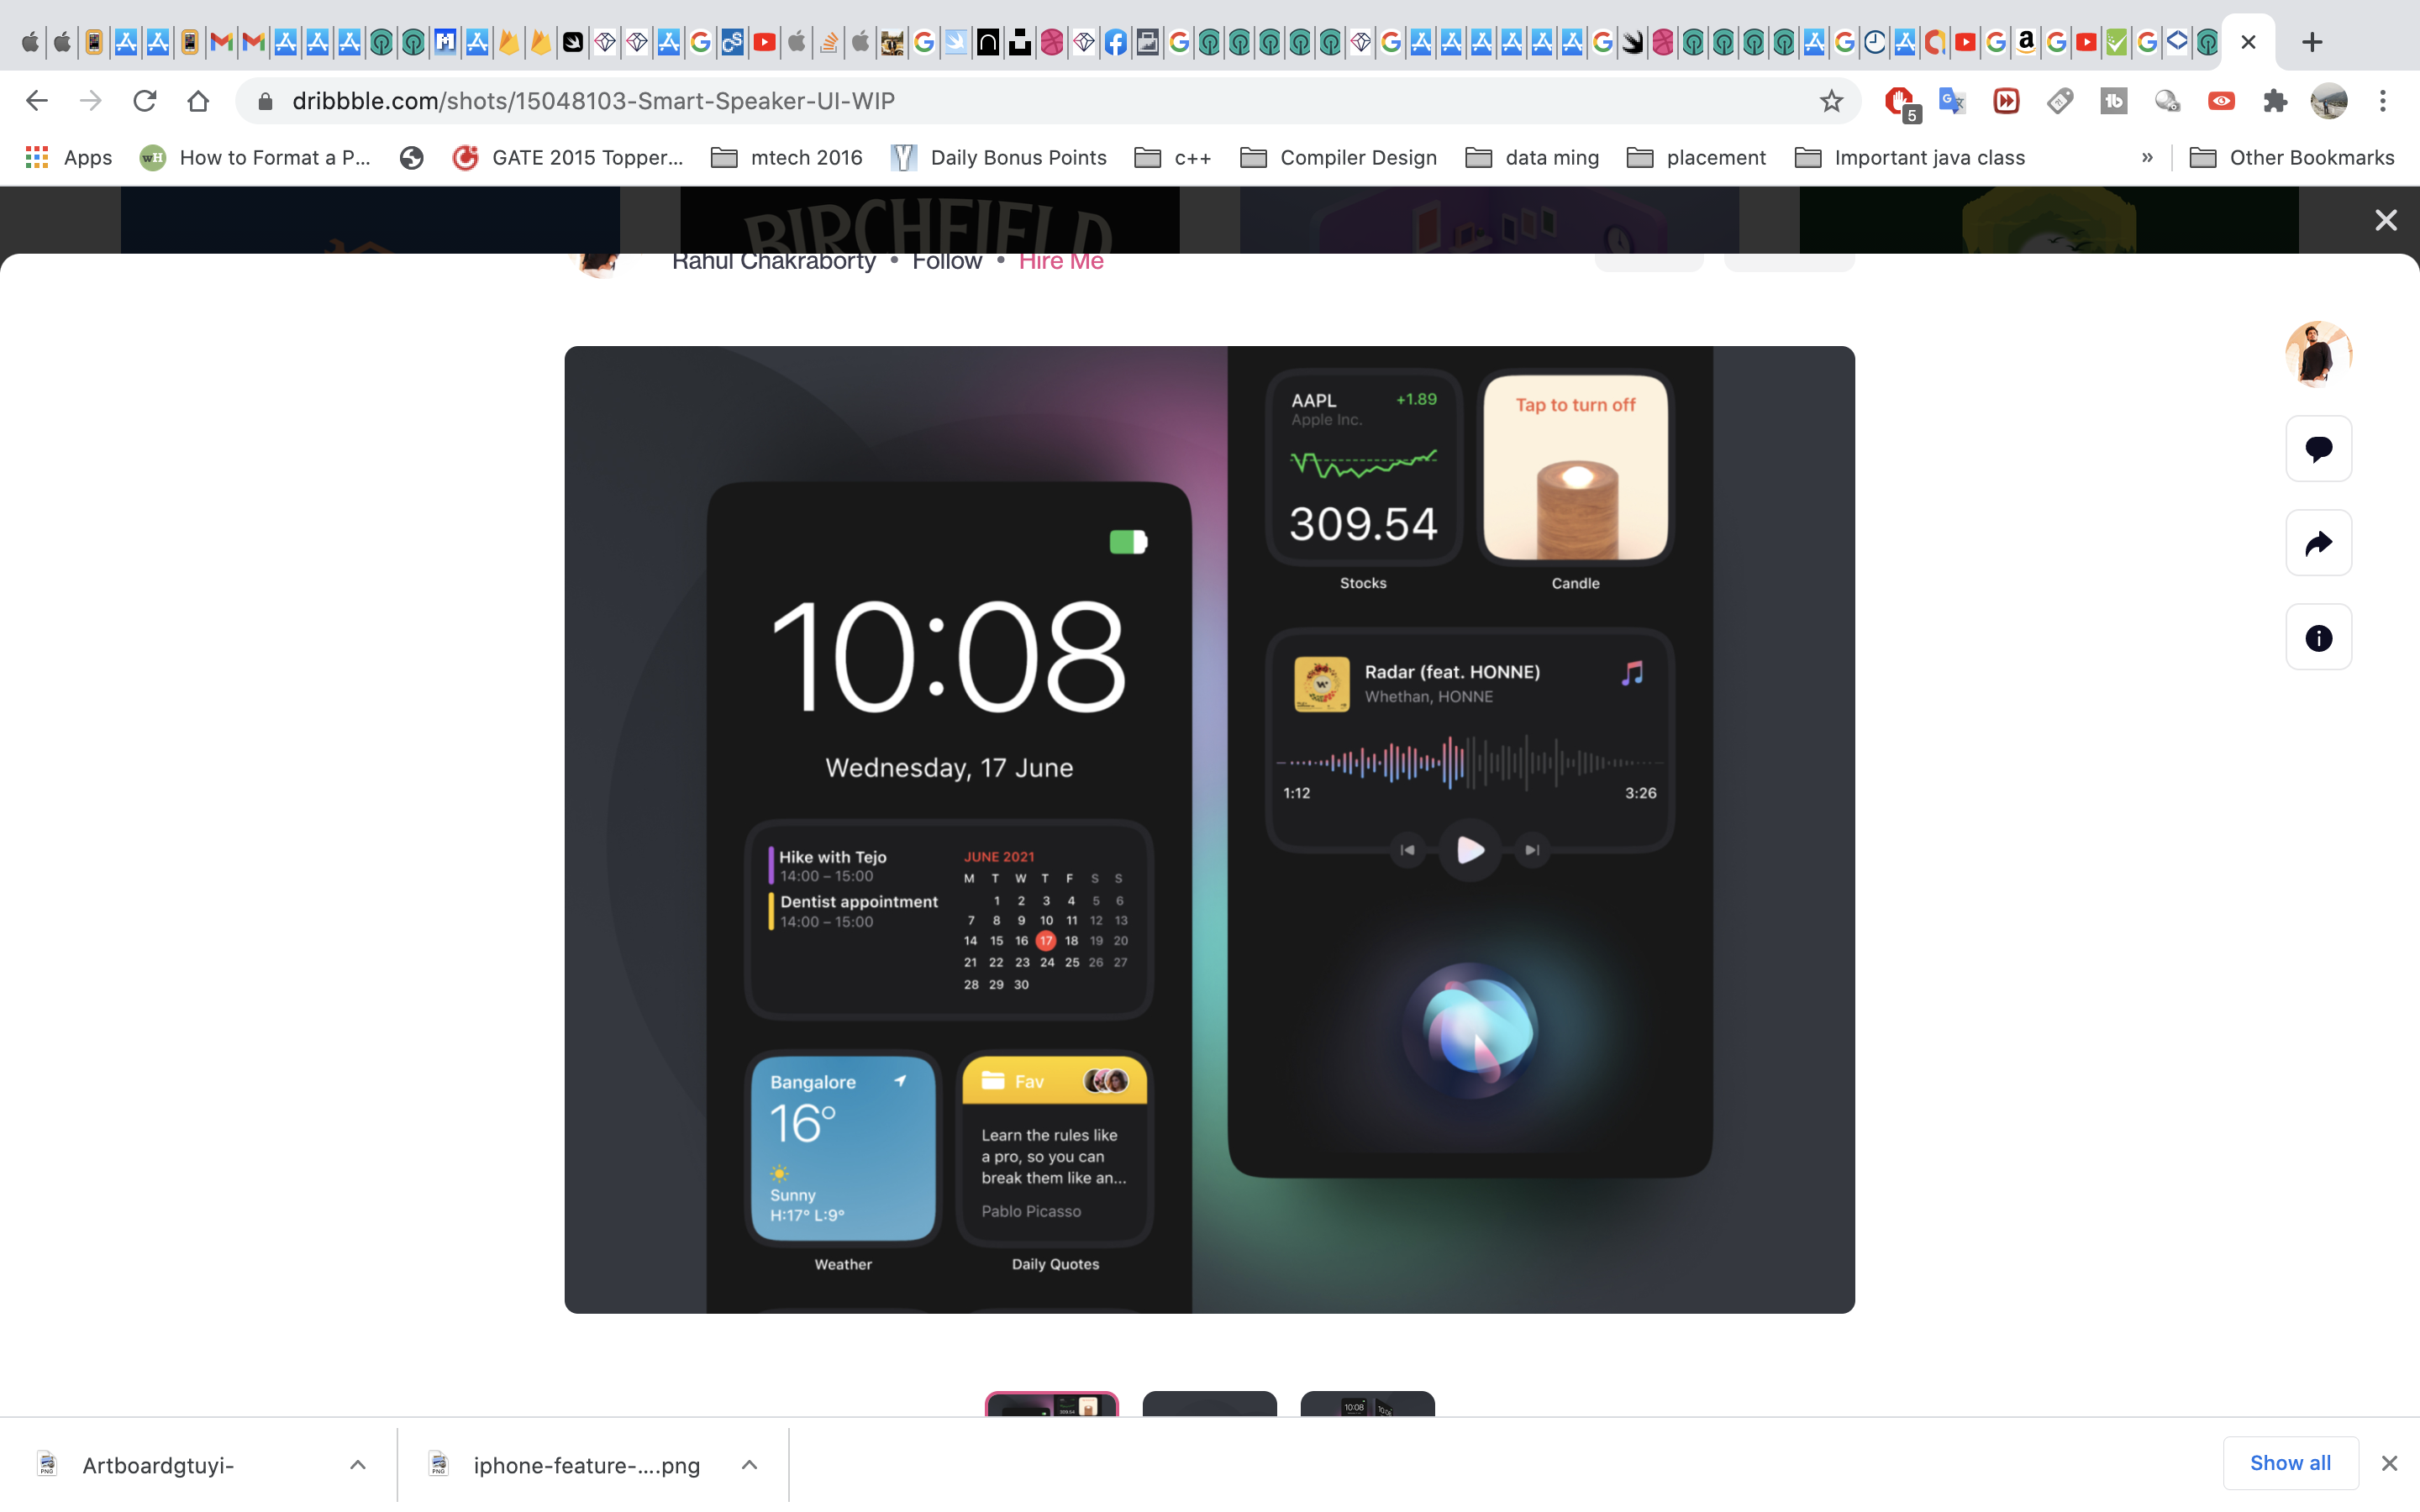 5
dribbble.com/shots/15048103-Smart-Speaker-UI-WIP
Apps
How to Format a P...
GATE 2015 Topper...
mtech 2016
Daily Bonus Points
c++
Compiler Design
data ming
placement
Important java class
»
Other Bookmarks
BIRCHFIELD
Rahul Chakraborty • Follow • Hire Me
10:08
Wednesday, 17 June
Hike with Tejo
14:00 – 15:00
Dentist appointment
14:00 – 15:00
JUNE 2021
M T W T F S S
1 2 3 4 5 6
7 8 9 10 11 12 13
14 15 16 17 18 19 20
21 22 23 24 25 26 27
28 29 30
Bangalore
16°
Sunny
H:17° L:9°
Weather
Fav
Learn the rules like
a pro, so you can
break them like an...
Pablo Picasso
Daily Quotes
AAPL +1.89
Apple Inc.
309.54
Stocks
Tap to turn off
Candle
Radar (feat. HONNE)
Whethan, HONNE
1:12 3:26
309.54
10:08
Artboardgtuyi-
iphone-feature-....png
Show all